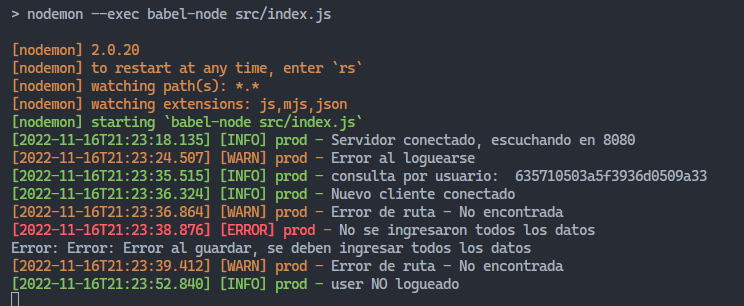 > nodemon --exec babel-node src/index.js
[nodemon] 2.0.20
[nodemon] to restart at any time, enter `rs`
[nodemon] watching path(s): *.*
[nodemon] watching extensions: js,mjs,json
[nodemon] starting `babel-node src/index.js`
[2022-11-16T21:23:18.135] [INFO] prod - Servidor conectado, escuchando en 8080
[2022-11-16T21:23:24.507] [WARN] prod - Error al loguearse
[2022-11-16T21:23:35.515] [INFO] prod - consulta por usuario:  635710503a5f3936d0509a33
[2022-11-16T21:23:36.324] [INFO] prod - Nuevo cliente conectado
[2022-11-16T21:23:36.864] [WARN] prod - Error de ruta - No encontrada
[2022-11-16T21:23:38.876] [ERROR] prod - No se ingresaron todos los datos
Error: Error: Error al guardar, se deben ingresar todos los datos
[2022-11-16T21:23:39.412] [WARN] prod - Error de ruta - No encontrada
[2022-11-16T21:23:52.840] [INFO] prod - user NO logueado